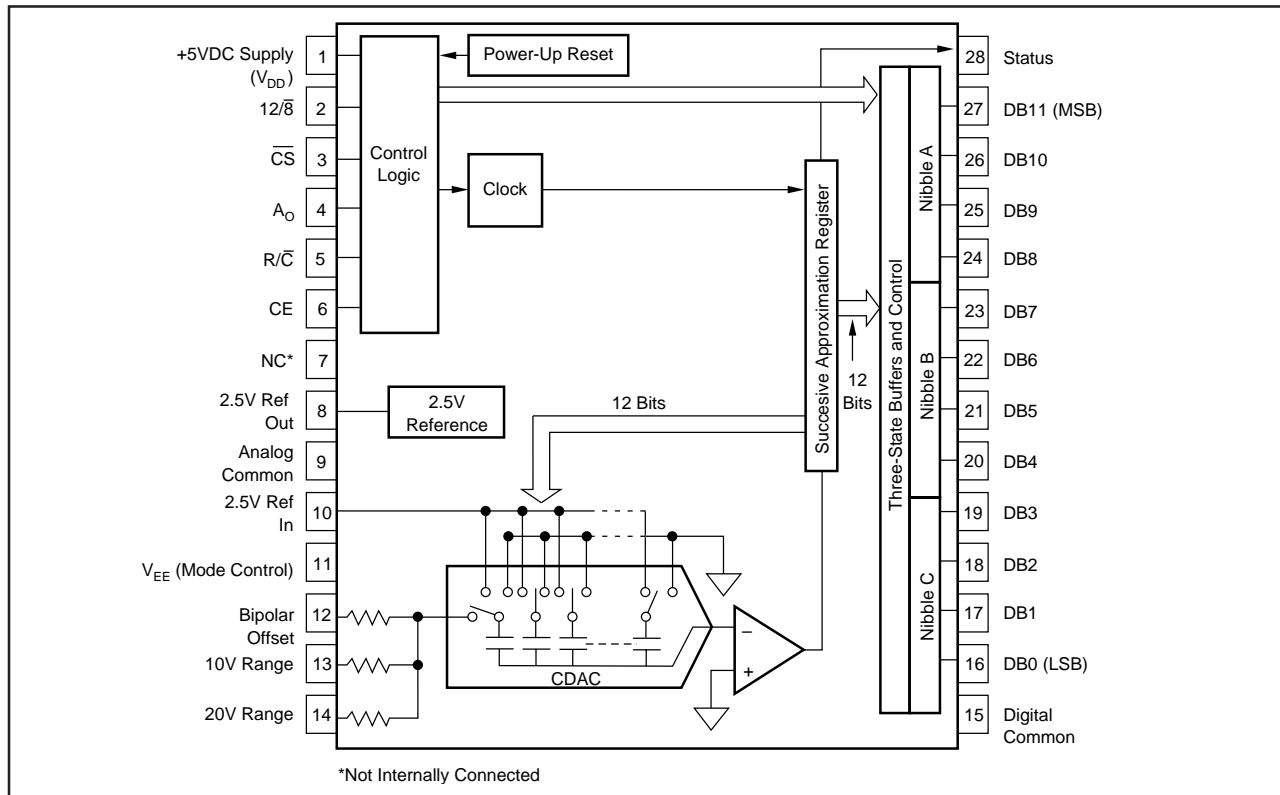 +5VDC Supply
(VDD)
1
12/8̅
2
C̅S̅
3
AO
4
R/C̅
5
CE
6
NC*
7
2.5V Ref
Out
8
Analog
Common
9
2.5V Ref
In
10
VEE (Mode Control)
11
Bipolar
Offset
12
10V Range
13
20V Range
14
Control
Logic
Power-Up Reset
Clock
2.5V
Reference
12 Bits
CDAC
–
+
Succesive Approximation Register
12
Bits
Three-State Buffers and Control
Nibble A
Nibble B
Nibble C
28
Status
27
DB11 (MSB)
26
DB10
25
DB9
24
DB8
23
DB7
22
DB6
21
DB5
20
DB4
19
DB3
18
DB2
17
DB1
16
DB0 (LSB)
15
Digital
Common
*Not Internally Connected